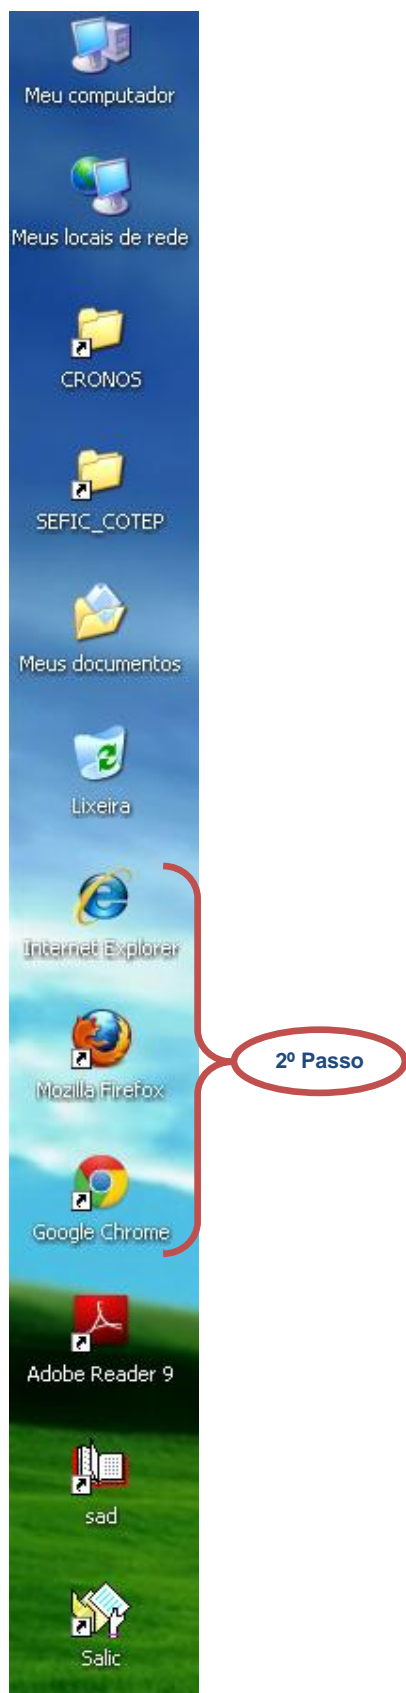 Meu computador
Meus locais de rede
CRONOS
SEFIC_COTEP
Meus documentos
Lixeira
Internet Explorer
Mozilla Firefox
2º Passo
Google Chrome
Adobe Reader 9
sad
Salic